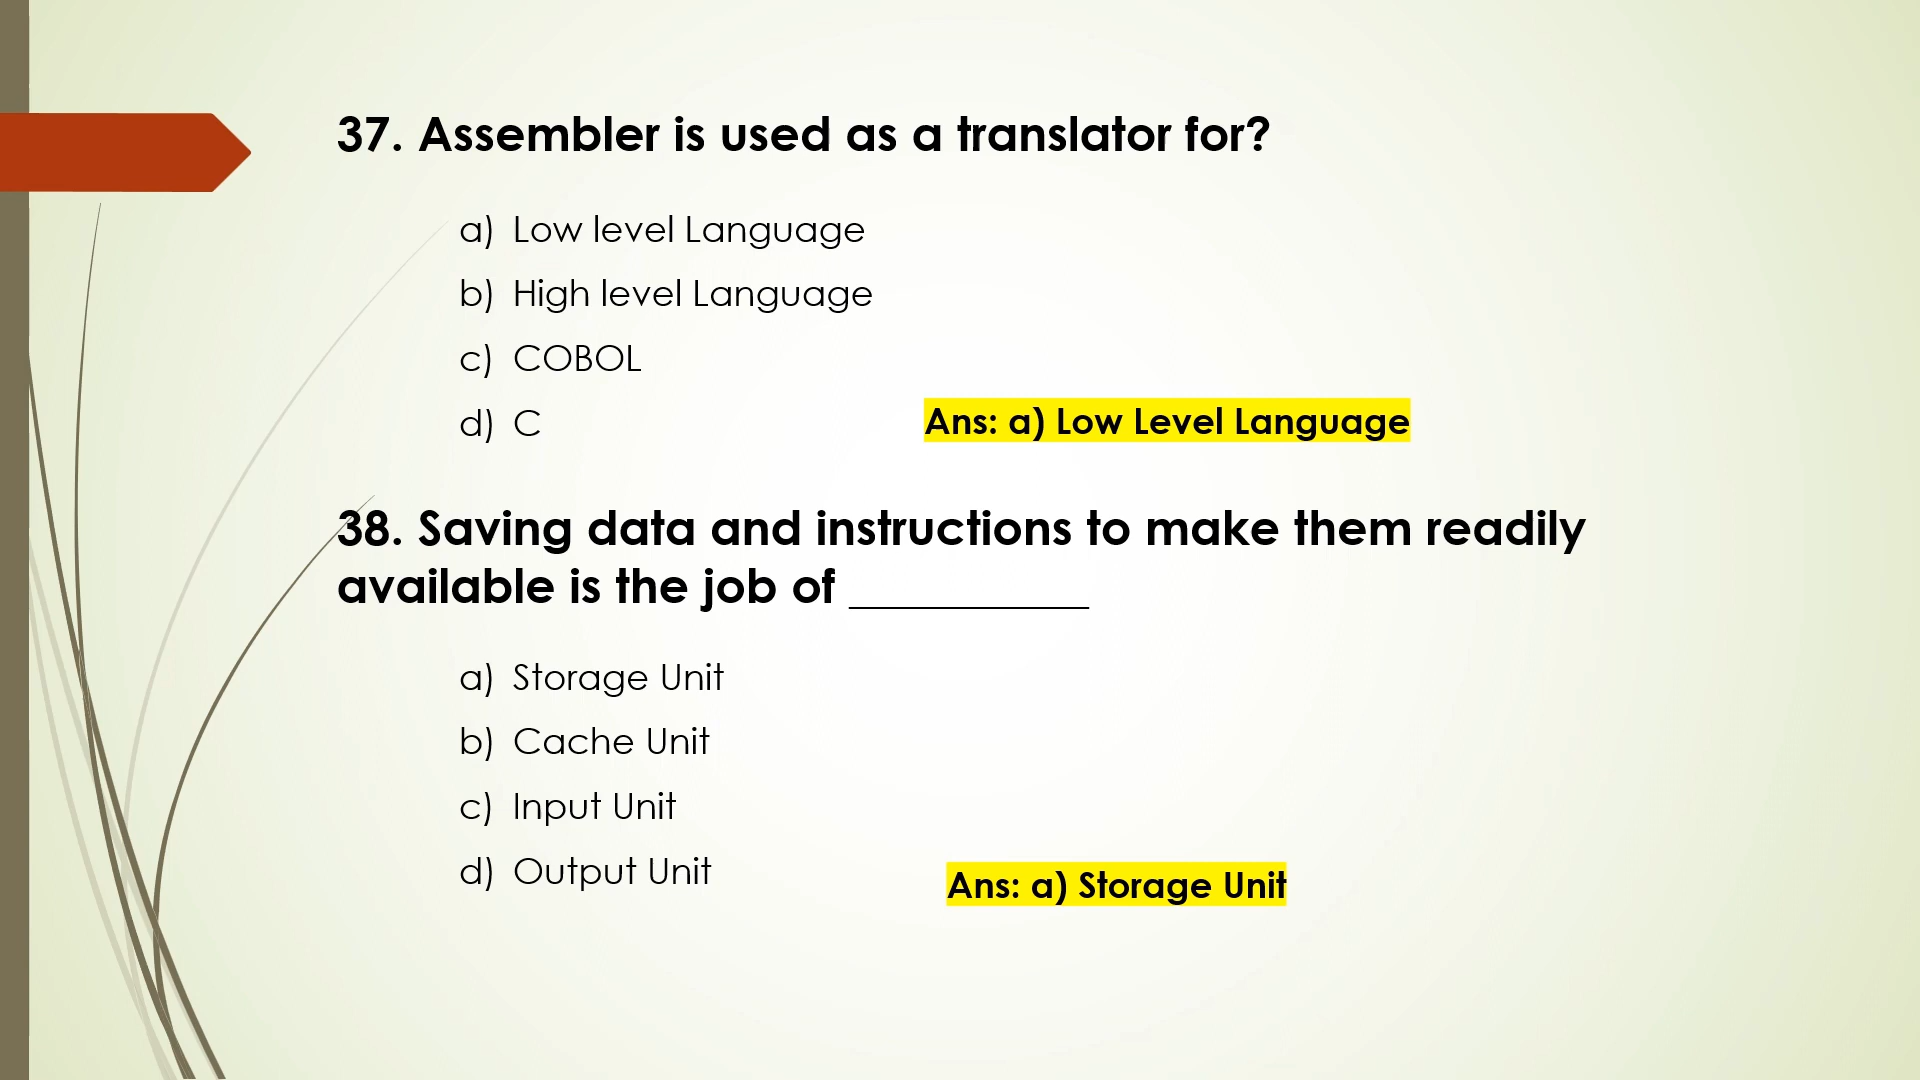 37. Assembler is used as a translator for?
a) Low level Language
b) High level Language
c) COBOL
d) C
Ans: a) Low Level Language
38. Saving data and instructions to make them readily
available is the job of __________
a) Storage Unit
b) Cache Unit
c) Input Unit
d) Output Unit
Ans: a) Storage Unit